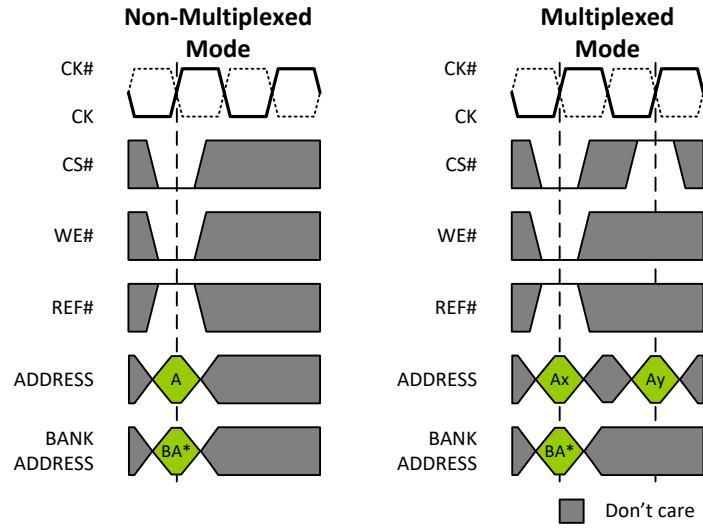 Non-Multiplexed
Mode
CK#
CK
CS#
WE#
REF#
ADDRESS
A
BANK
ADDRESS
BA*
Multiplexed
Mode
CK#
CK
CS#
WE#
REF#
ADDRESS
Ax
Ay
BANK
ADDRESS
BA*
Don't care